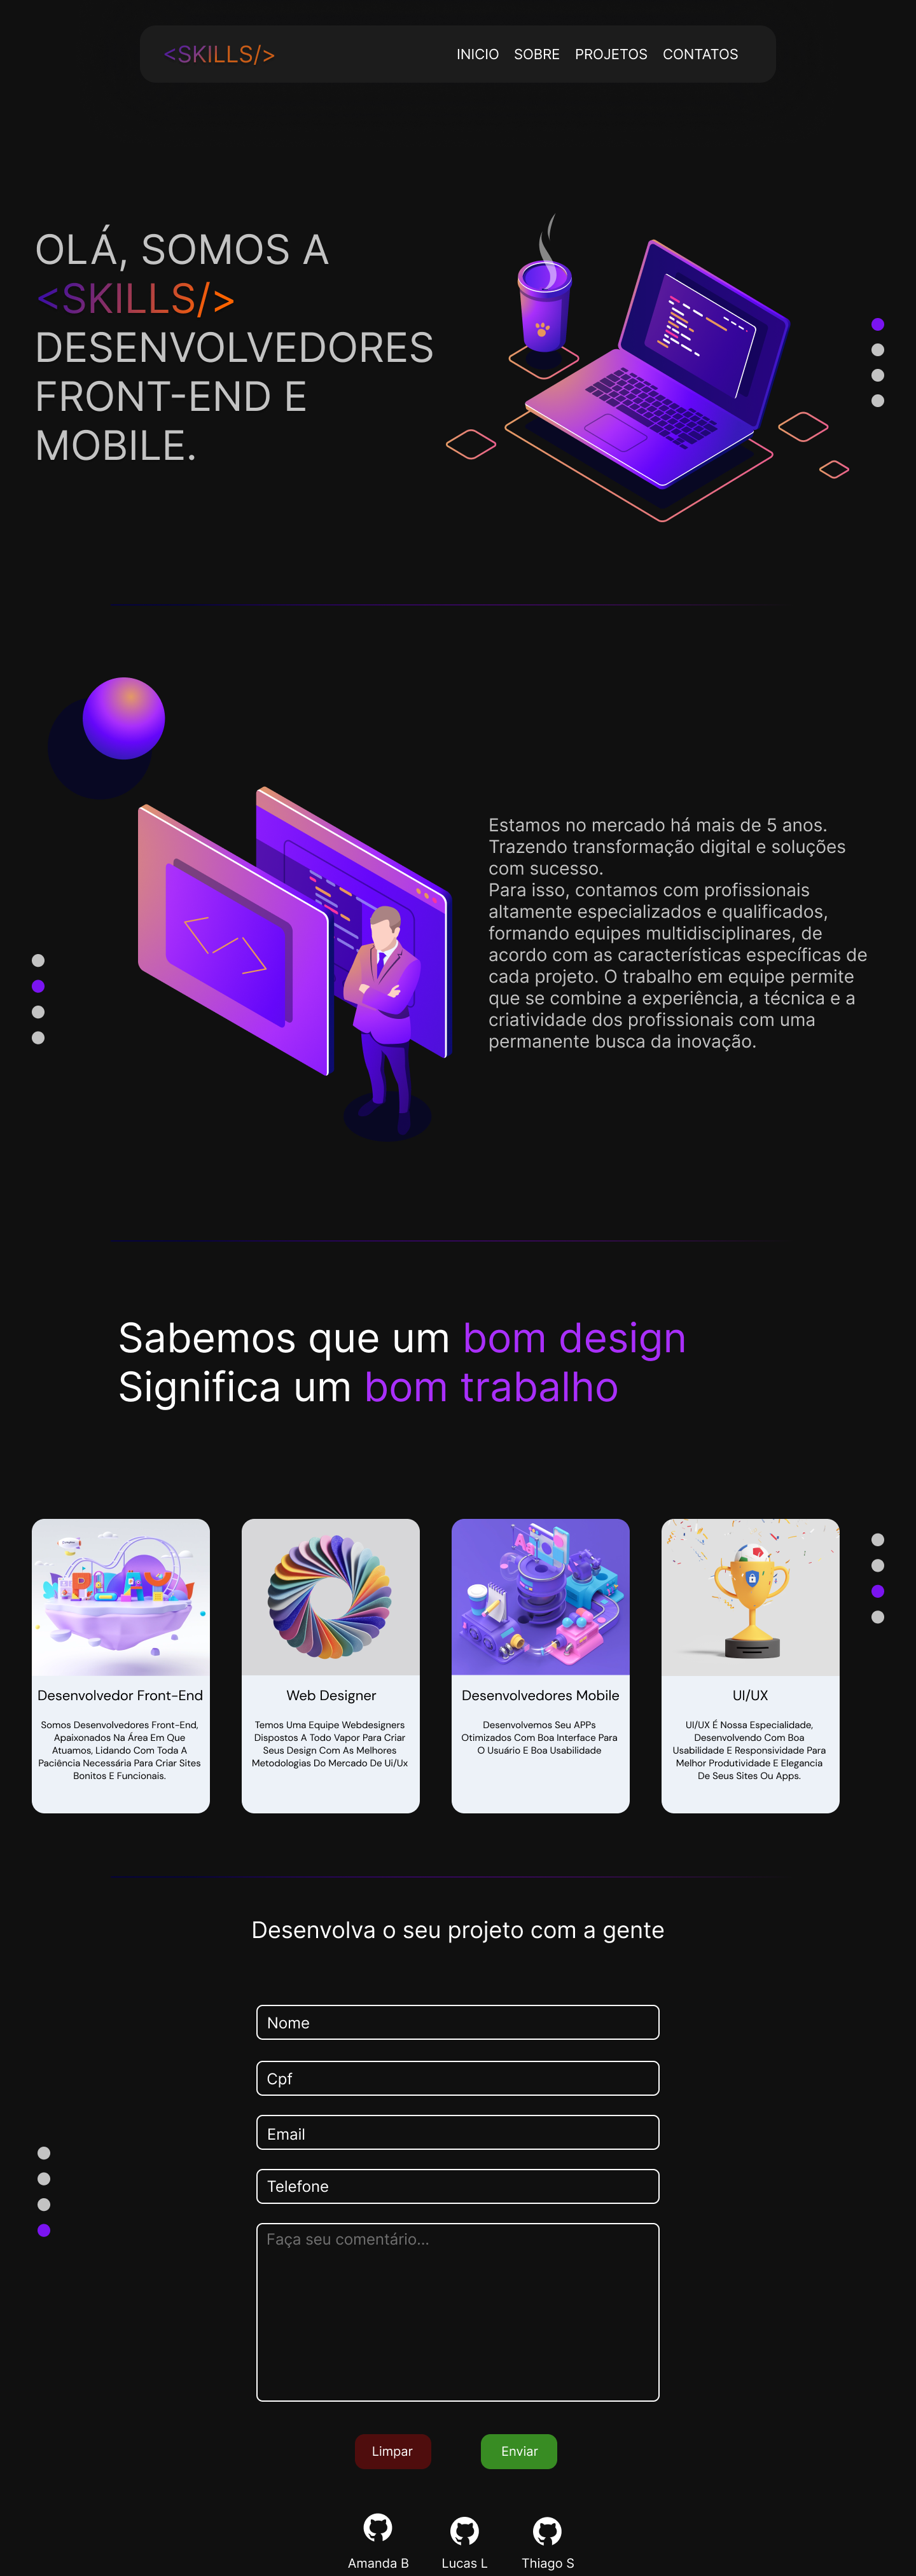 <SKILLS/>
INICIO SOBRE PROJETOS CONTATOS
OLÁ, SOMOS A
<SKILLS/>
DESENVOLVEDORES
FRONT-END E
MOBILE.
Estamos no mercado há mais de 5 anos.
Trazendo transformação digital e soluções
com sucesso.
Para isso, contamos com profissionais
altamente especializados e qualificados,
formando equipes multidisciplinares, de
acordo com as características específicas de
cada projeto. O trabalho em equipe permite
que se combine a experiência, a técnica e a
criatividade dos profissionais com uma
permanente busca da inovação.
Sabemos que um bom design
Significa um bom trabalho
PLAY
Aa
Desenvolvedor Front-End
Somos Desenvolvedores Front-End,
Apaixonados Na Área Em Que
Atuamos, Lidando Com Toda A
Paciência Necessária Para Criar Sites
Bonitos E Funcionais.
Web Designer
Temos Uma Equipe Webdesigners
Dispostos A Todo Vapor Para Criar
Seus Design Com As Melhores
Metodologias Do Mercado De Ui/Ux
Desenvolvedores Mobile
Desenvolvemos Seu APPs
Otimizados Com Boa Interface Para
O Usuário E Boa Usabilidade
UI/UX
UI/UX É Nossa Especialidade,
Desenvolvendo Com Boa
Usabilidade E Responsividade Para
Melhor Produtividade E Elegancia
De Seus Sites Ou Apps.
Desenvolva o seu projeto com a gente
Nome
Cpf
Email
Telefone
Faça seu comentário...
Limpar Enviar
Amanda B Lucas L Thiago S